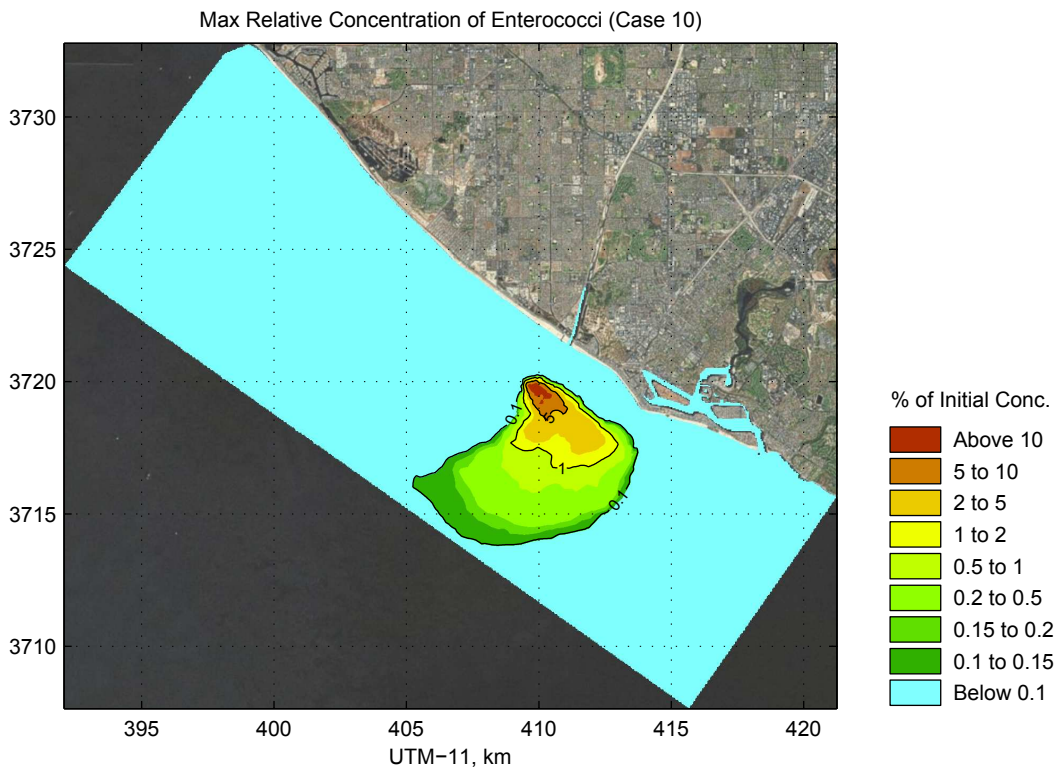 Max Relative Concentration of Enterococci (Case 10)
3730
3725
3720
3715
3710
0.1
5
1
0.1
395
400
405
410
415
420
UTM−11, km
% of Initial Conc.
Above 10
5 to 10
2 to 5
1 to 2
0.5 to 1
0.2 to 0.5
0.15 to 0.2
0.1 to 0.15
Below 0.1